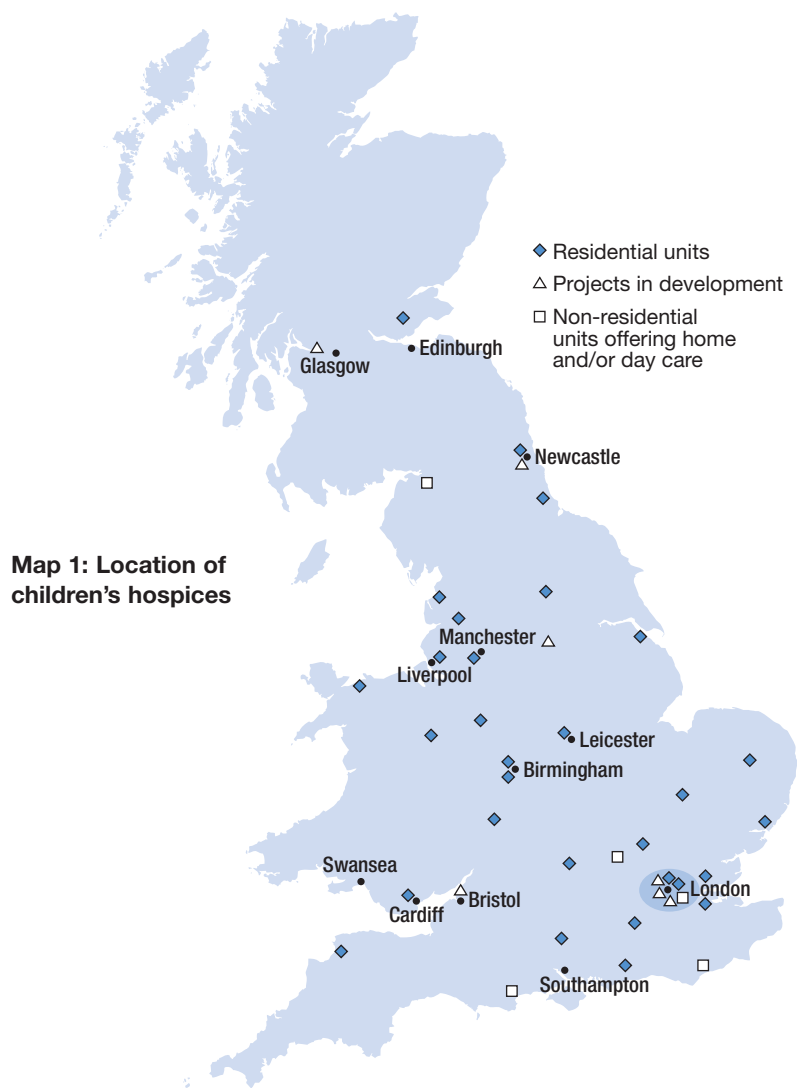 Residential units
Projects in development
Non-residential
units offering home
and/or day care
Edinburgh
Glasgow
Newcastle
Map 1: Location of
children’s hospices
Manchester
Liverpool
Leicester
Birmingham
Swansea
London
Cardiff
Bristol
Southampton